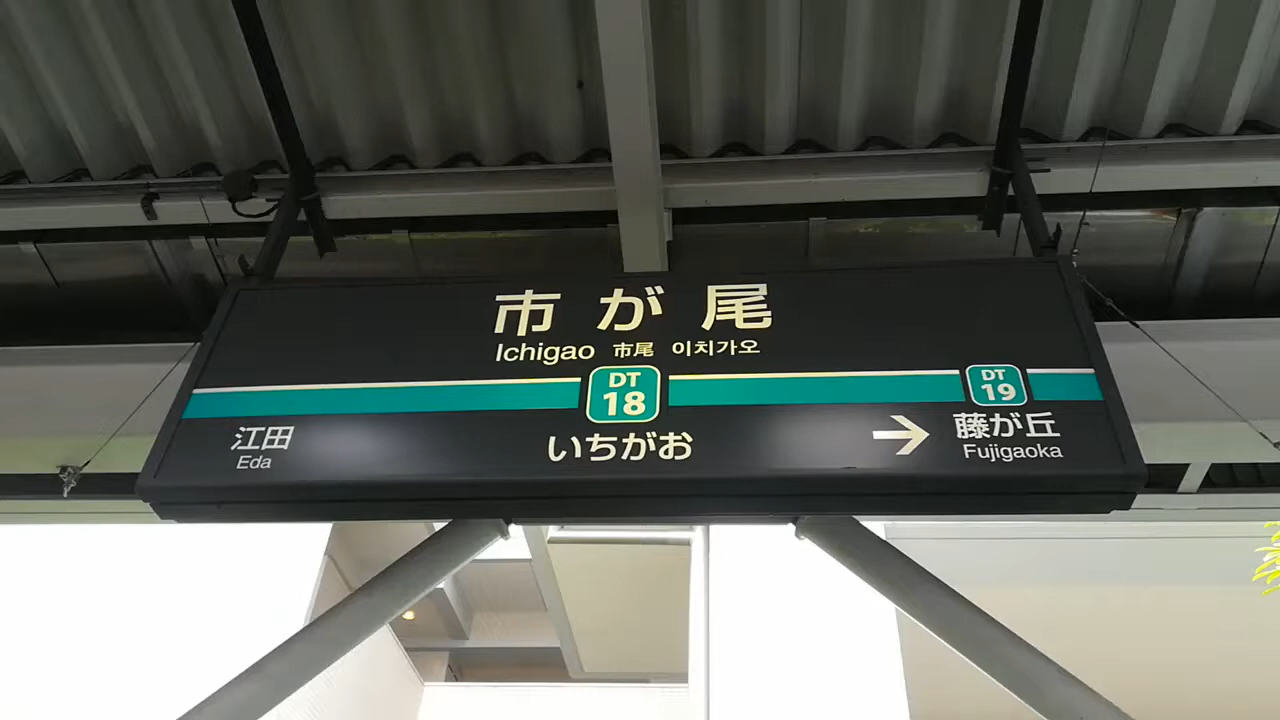 市が尾
Ichigao 市尾 이치가오
DT
18
DT
19
江田
Eda
いちがお
→ 藤が丘
Fujigaoka